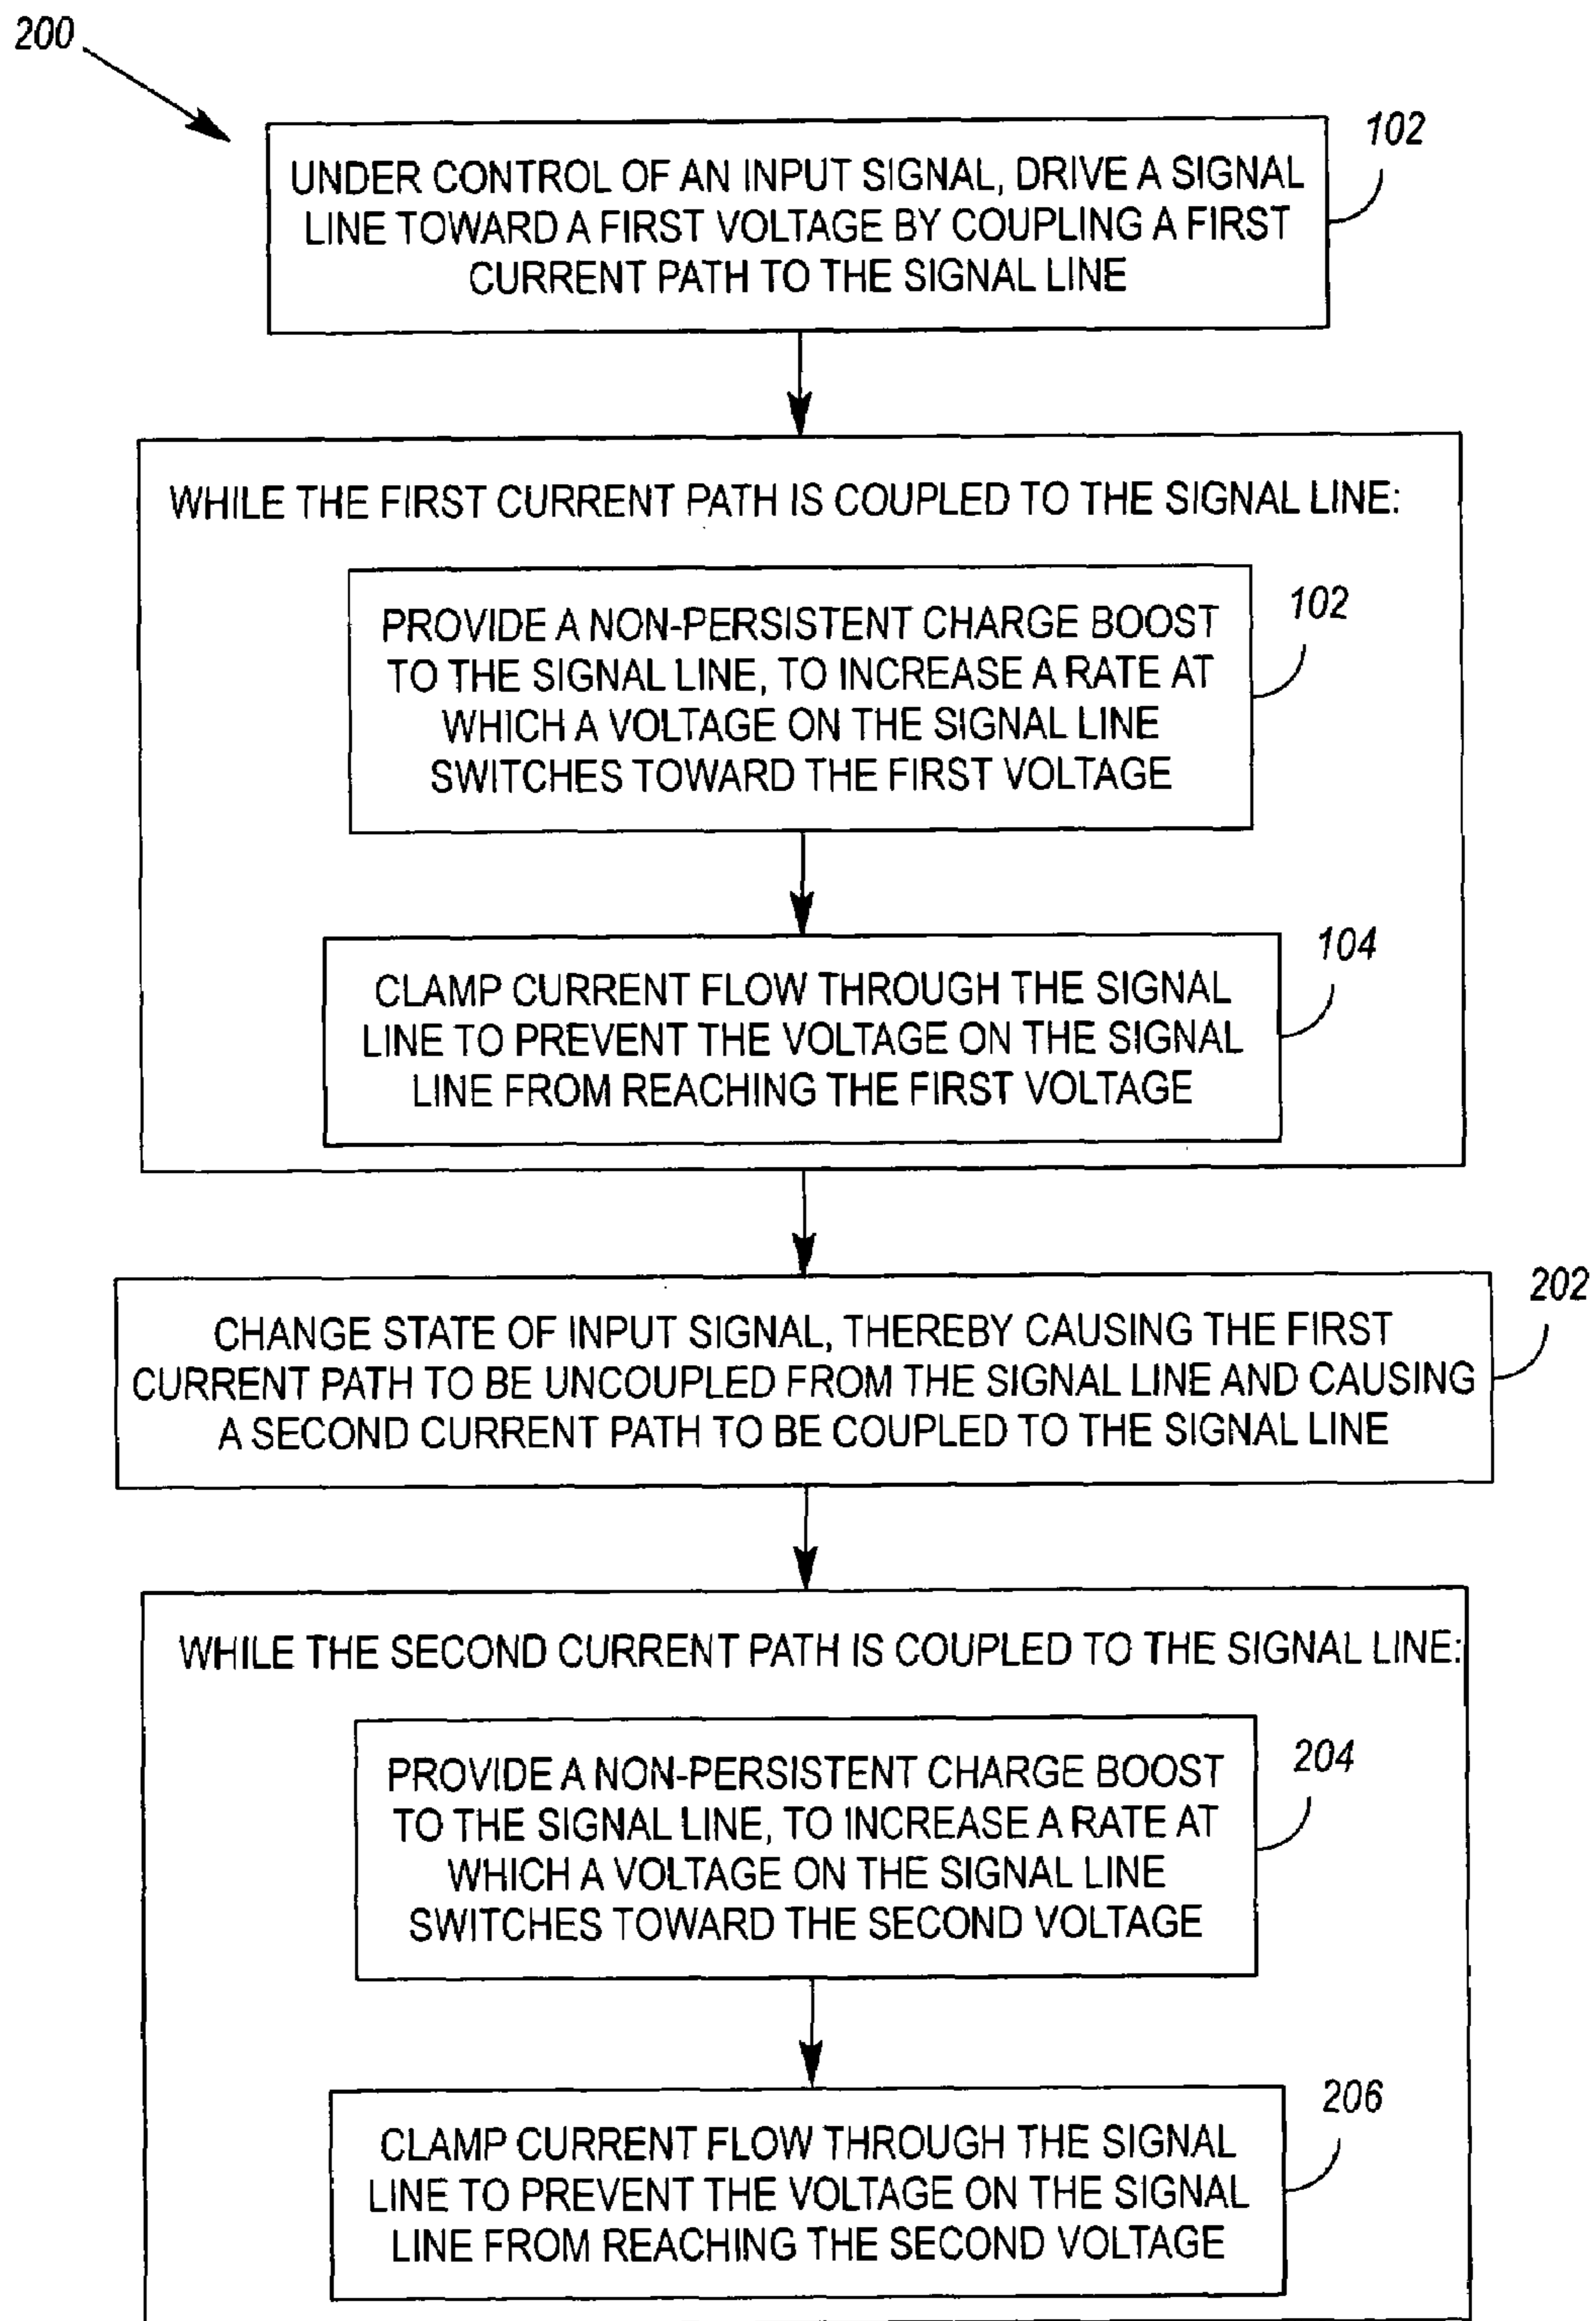 200
102
UNDER CONTROL OF AN INPUT SIGNAL, DRIVE A SIGNAL
LINE TOWARD A FIRST VOLTAGE BY COUPLING A FIRST
CURRENT PATH TO THE SIGNAL LINE
WHILE THE FIRST CURRENT PATH IS COUPLED TO THE SIGNAL LINE:
102
PROVIDE A NON-PERSISTENT CHARGE BOOST
TO THE SIGNAL LINE, TO INCREASE A RATE AT
WHICH A VOLTAGE ON THE SIGNAL LINE
SWITCHES TOWARD THE FIRST VOLTAGE
104
CLAMP CURRENT FLOW THROUGH THE SIGNAL
LINE TO PREVENT THE VOLTAGE ON THE SIGNAL
LINE FROM REACHING THE FIRST VOLTAGE
202
CHANGE STATE OF INPUT SIGNAL, THEREBY CAUSING THE FIRST
CURRENT PATH TO BE UNCOUPLED FROM THE SIGNAL LINE AND CAUSING
A SECOND CURRENT PATH TO BE COUPLED TO THE SIGNAL LINE
WHILE THE SECOND CURRENT PATH IS COUPLED TO THE SIGNAL LINE:
204
PROVIDE A NON-PERSISTENT CHARGE BOOST
TO THE SIGNAL LINE, TO INCREASE A RATE AT
WHICH A VOLTAGE ON THE SIGNAL LINE
SWITCHES TOWARD THE SECOND VOLTAGE
206
CLAMP CURRENT FLOW THROUGH THE SIGNAL
LINE TO PREVENT THE VOLTAGE ON THE SIGNAL
LINE FROM REACHING THE SECOND VOLTAGE